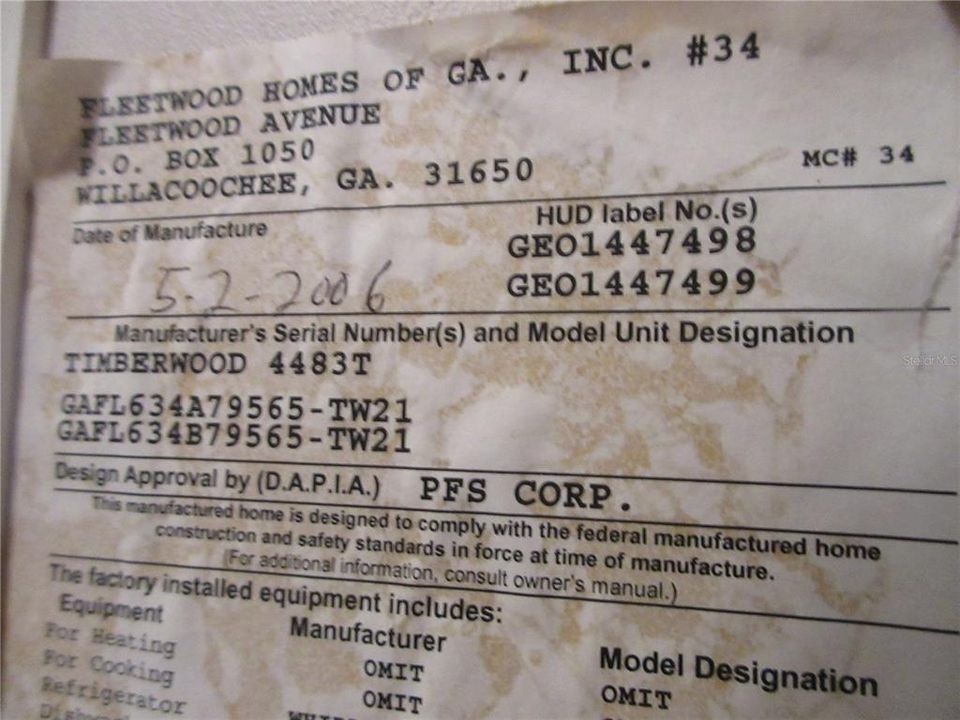 FLEETWOOD HOMES OF GA., INC. #34
FLEETWOOD AVENUE
P.O. BOX 1050
WILLACOOCHEE, GA. 31650
MC# 34
Date of Manufacture
HUD label No.(s)
5-2-2006
GEO1447498
GEO1447499
Manufacturer's Serial Number(s) and Model Unit Designation
TIMBERWOOD 4483T
GAFL634A79565-TW21
GAFL634B79565-TW21
Design Approval by (D.A.P.I.A.) PFS CORP.
This manufactured home is designed to comply with the federal manufactured home
construction and safety standards in force at time of manufacture.
(For additional information, consult owner's manual.)
The factory installed equipment includes:
Equipment Manufacturer Model Designation
For Heating OMIT OMIT
For Cooking OMIT
Refrigerator
Stellar MLS